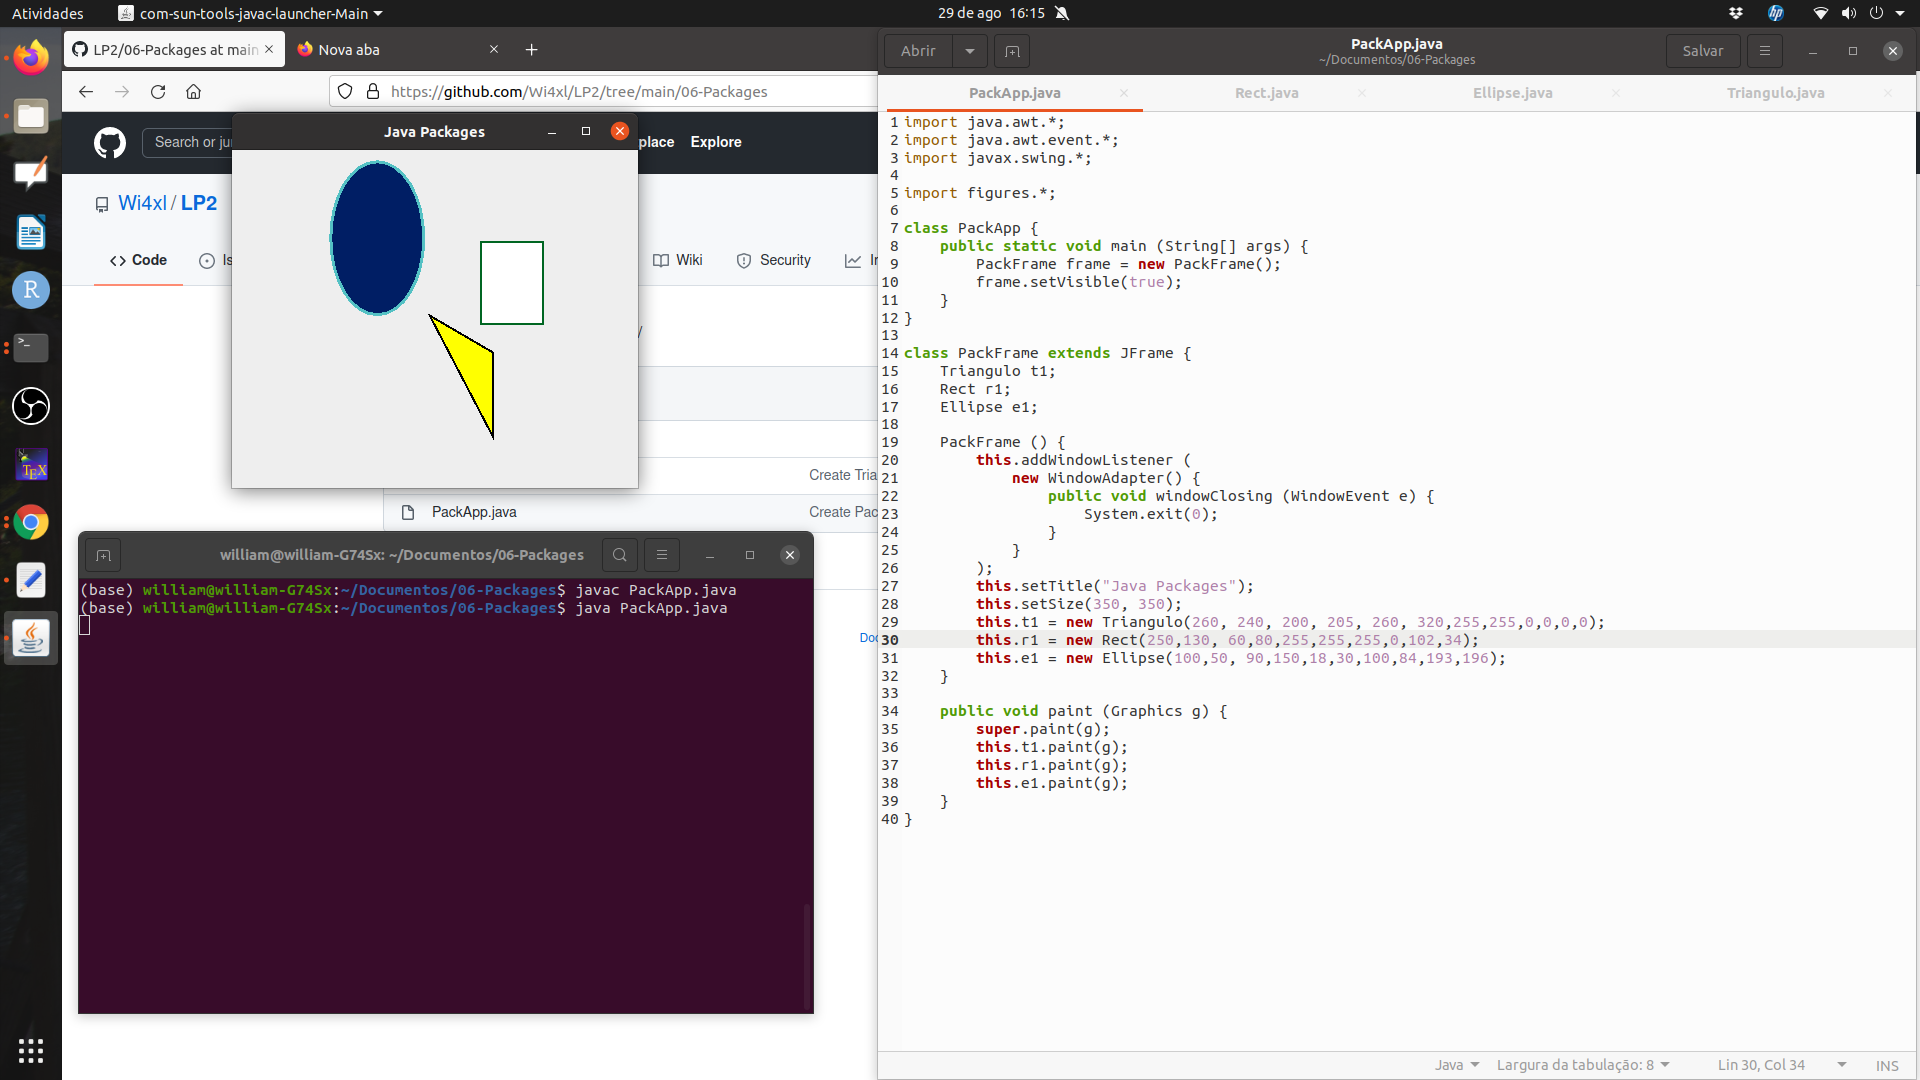 Atividades
com-sun-tools-javac-launcher-Main
29 de ago 16:15
hp
LP2/06-Packages at main
Nova aba
https://github.com/Wi4xl/LP2/tree/main/06-Packages
Search or ju
place
Explore
Wi4xl / LP2
Code
Is
Wiki
Security
In
/
Create Tria
PackApp.java
Create Pac
Doc
Java Packages
william@william-G74Sx: ~/Documentos/06-Packages
(base) william@william-G74Sx:~/Documentos/06-Packages$ javac PackApp.java
(base) william@william-G74Sx:~/Documentos/06-Packages$ java PackApp.java
R
>_
TEX
Abrir
PackApp.java
~/Documentos/06-Packages
Salvar
PackApp.java
Rect.java
Ellipse.java
Triangulo.java
1 import java.awt.*;
2 import java.awt.event.*;
3 import javax.swing.*;
4
5 import figures.*;
6
7 class PackApp {
8     public static void main (String[] args) {
9         PackFrame frame = new PackFrame();
10         frame.setVisible(true);
11     }
12 }
13
14 class PackFrame extends JFrame {
15     Triangulo t1;
16     Rect r1;
17     Ellipse e1;
18
19     PackFrame () {
20         this.addWindowListener (
21             new WindowAdapter() {
22                 public void windowClosing (WindowEvent e) {
23                     System.exit(0);
24                 }
25             }
26         );
27         this.setTitle("Java Packages");
28         this.setSize(350, 350);
29         this.t1 = new Triangulo(260, 240, 200, 205, 260, 320,255,255,0,0,0,0);
30         this.r1 = new Rect(250,130, 60,80,255,255,255,0,102,34);
31         this.e1 = new Ellipse(100,50, 90,150,18,30,100,84,193,196);
32     }
33
34     public void paint (Graphics g) {
35         super.paint(g);
36         this.t1.paint(g);
37         this.r1.paint(g);
38         this.e1.paint(g);
39     }
40 }
Java
Largura da tabulação: 8
Lin 30, Col 34
INS